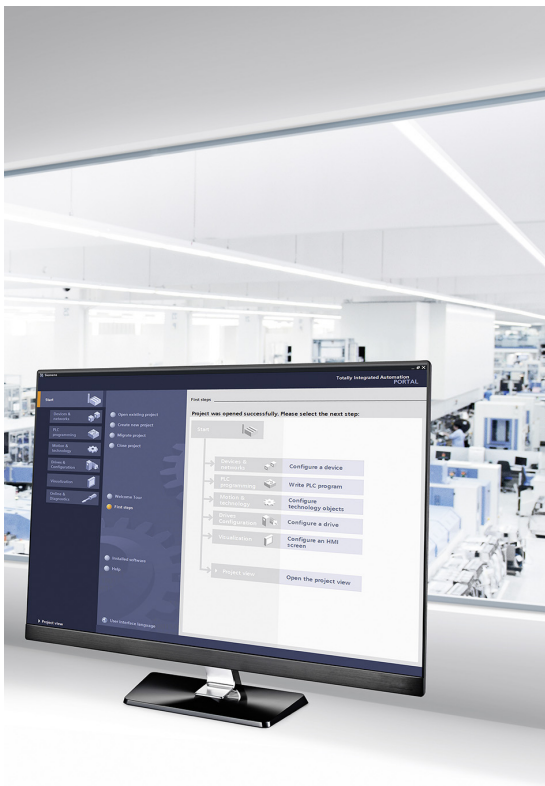 Siemens
Totally Integrated Automation
PORTAL
Start
Devices &
networks
PLC
programming
Motion &
technology
Drives &
Configuration
Visualization
Online &
Diagnostics
Open existing project
Create new project
Migrate project
Close project
Welcome Tour
First steps
Installed software
Help
User interface language
Project view
First steps
Project was opened successfully. Please select the next step:
Start
Devices &
networks
Configure a device
PLC
programming
Write PLC program
Motion &
technology
Configure
technology objects
Drives
Configuration
Configure a drive
Visualization
Configure an HMI
screen
Project view
Open the project view